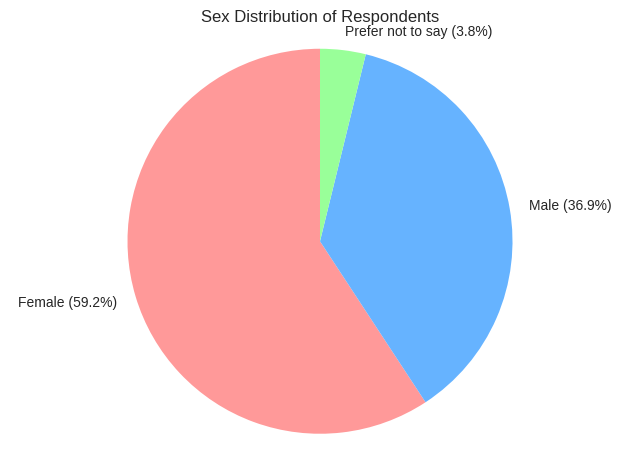 Sex Distribution of Respondents
Prefer not to say (3.8%)
Male (36.9%)
Female (59.2%)